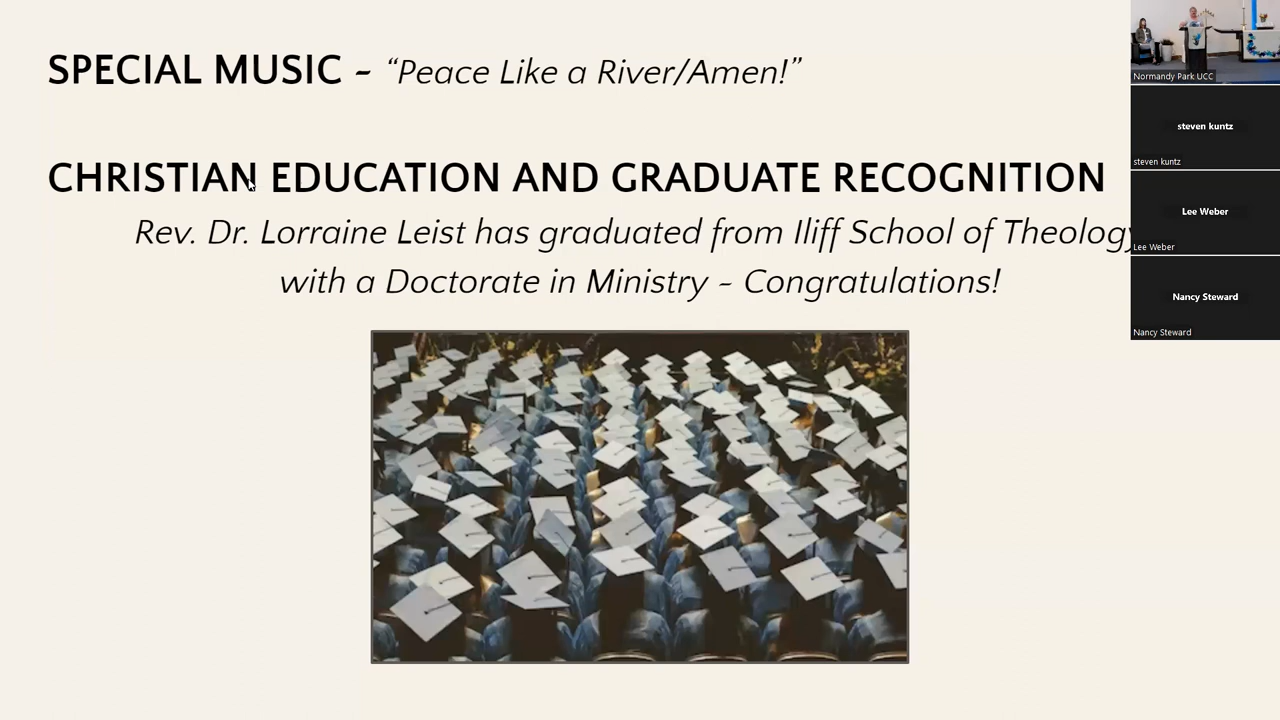 SPECIAL MUSIC - “Peace Like a River/Amen!”
CHRISTIAN EDUCATION AND GRADUATE RECOGNITION
Rev. Dr. Lorraine Leist has graduated from Iliff School of Theology
with a Doctorate in Ministry - Congratulations!
Normandy Park UCC
steven kuntz
steven kuntz
Lee Weber
Lee Weber
Nancy Steward
Nancy Steward